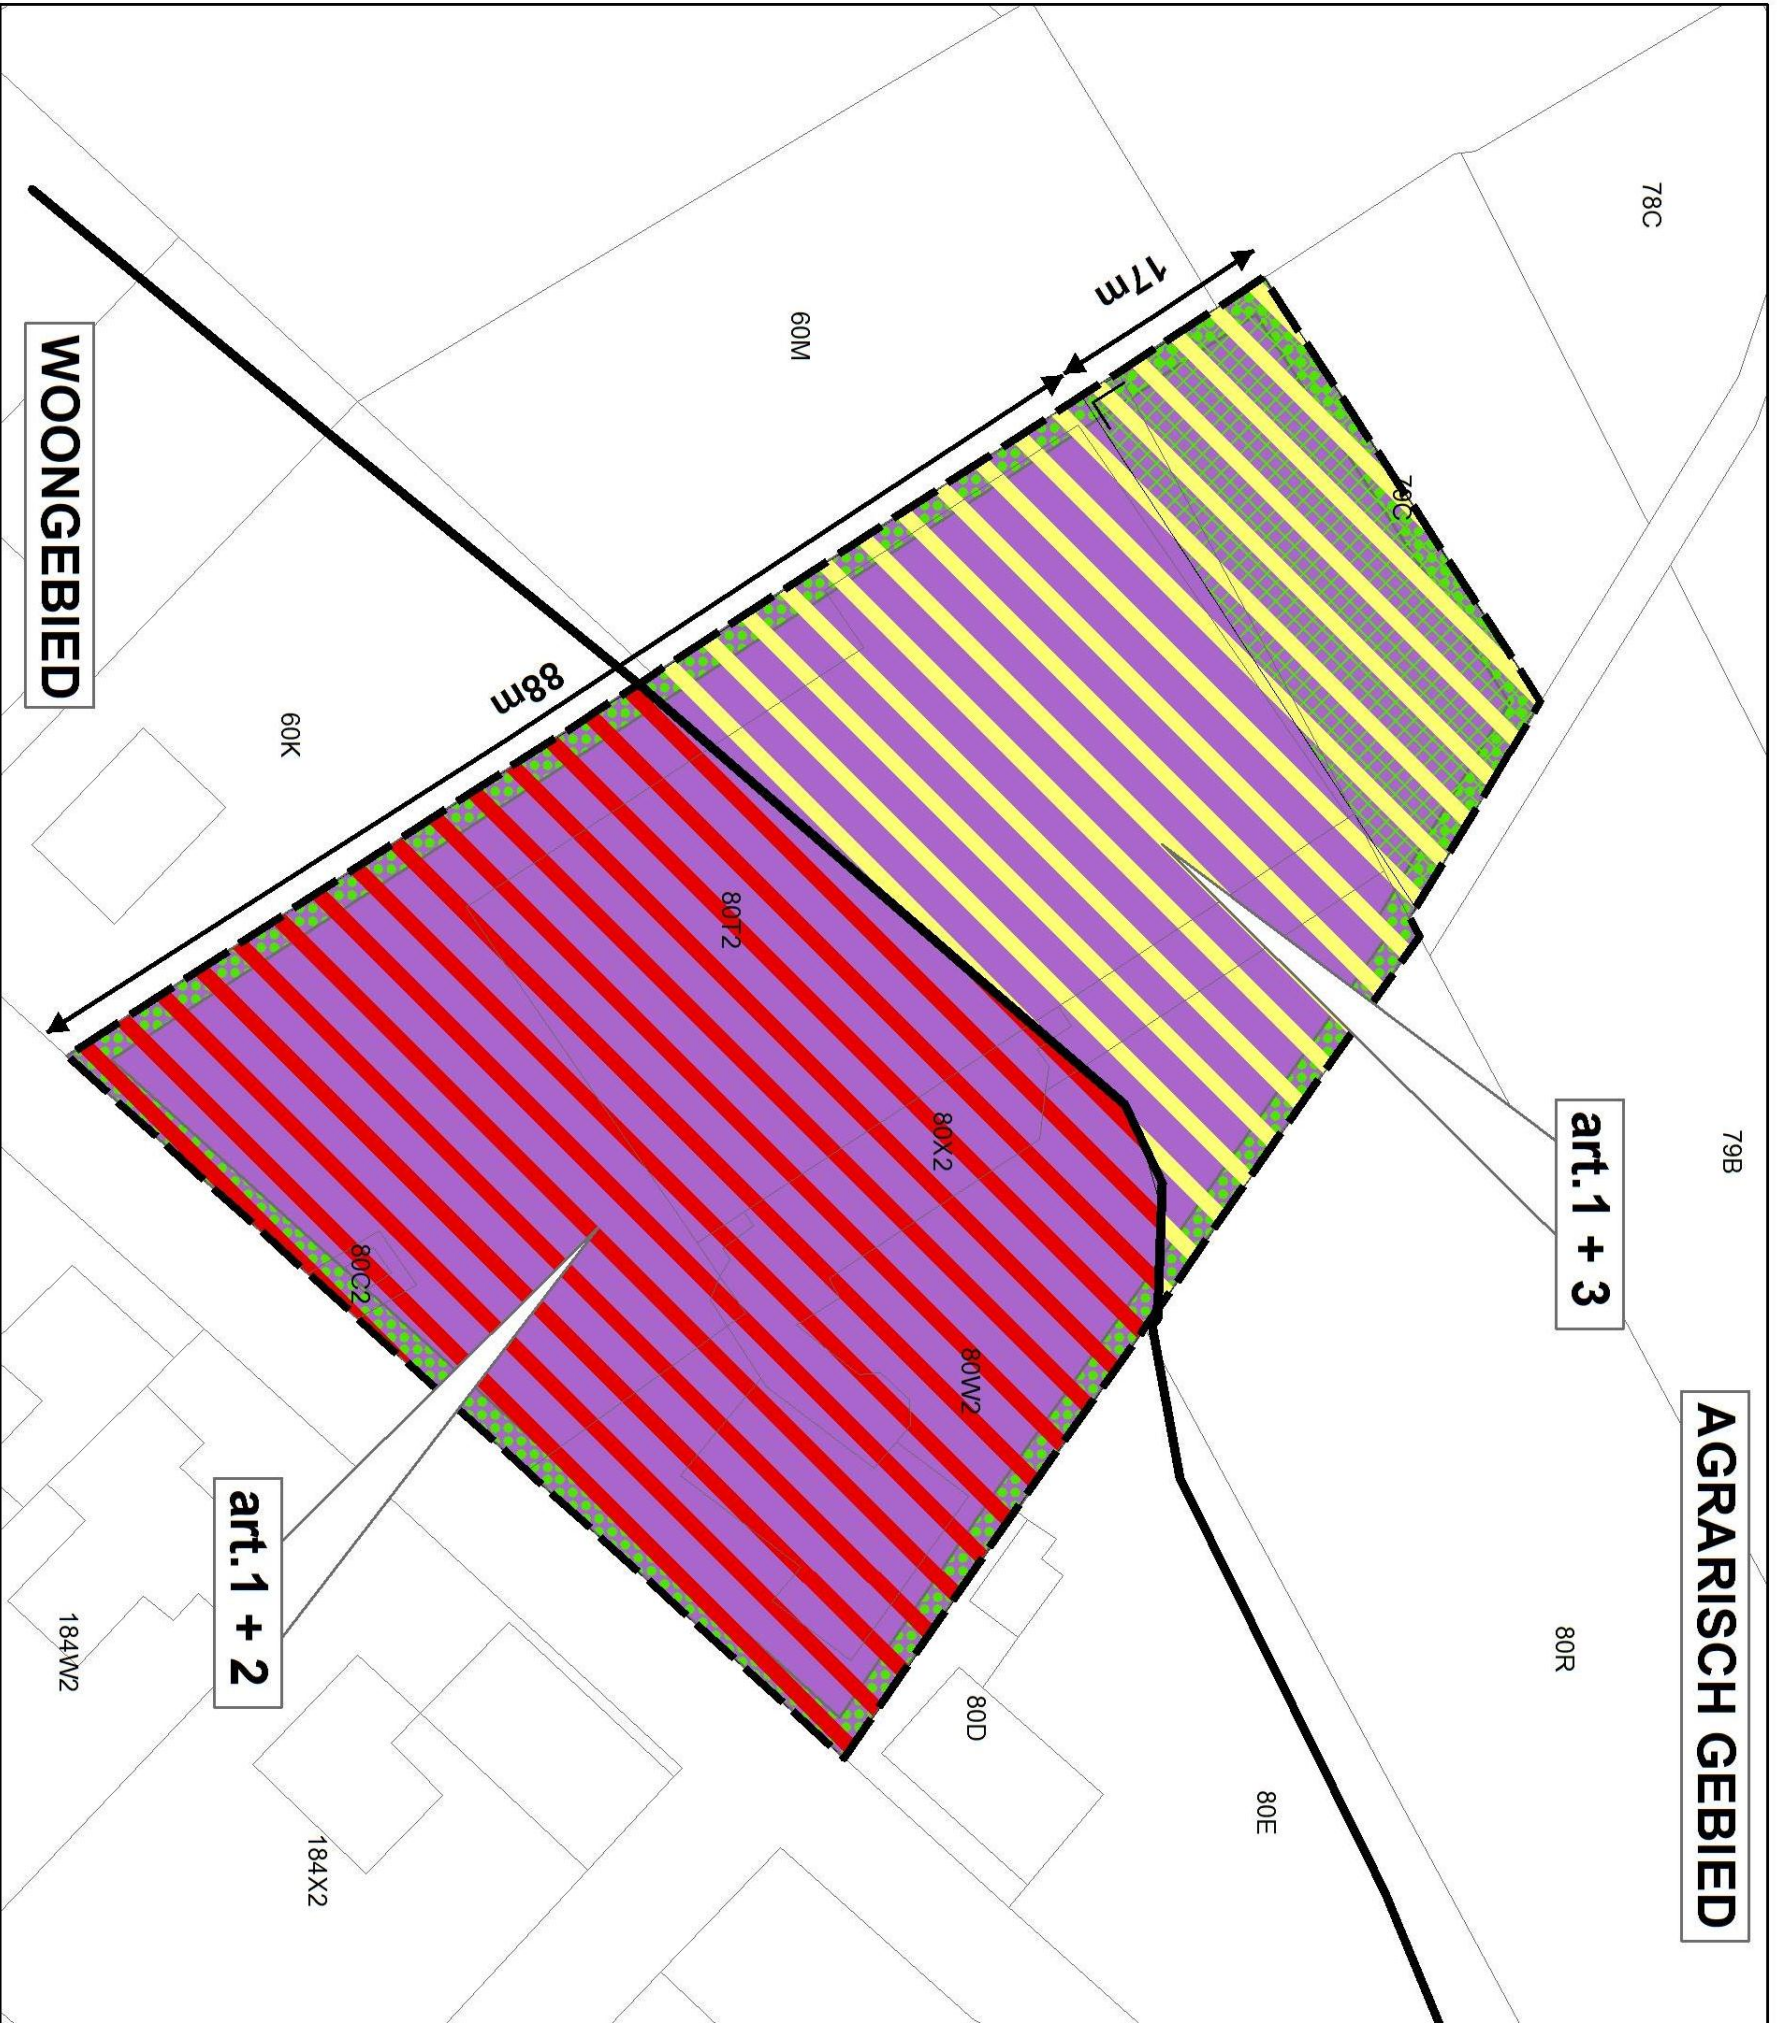 AGRARISCH GEBIED
78C
79B
80R
art.1 + 3
79C
80E
17m
60M
80D
80W2
80X2
80T2
88m
80C2
60K
art.1 + 2
184X2
184W2
WOONGEBIED